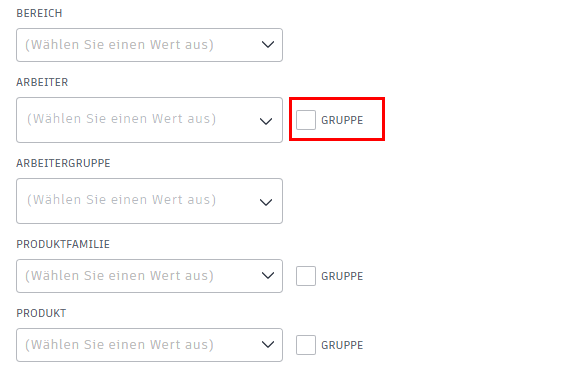 BEREICH
(Wählen Sie einen Wert aus)
ARBEITER
(Wählen Sie einen Wert aus)
GRUPPE
ARBEITERGRUPPE
(Wählen Sie einen Wert aus)
PRODUKTFAMILIE
(Wählen Sie einen Wert aus)
GRUPPE
PRODUKT
(Wählen Sie einen Wert aus)
GRUPPE